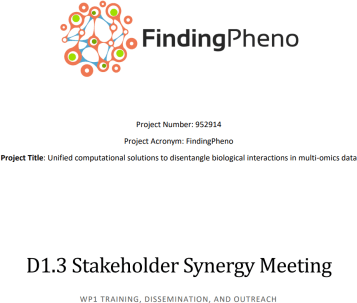 FindingPheno
Project Number: 952914
Project Acronym: FindingPheno
Project Title: Unified computational solutions to disentangle biological interactions in multi-omics data
D1.3 Stakeholder Synergy Meeting
WP1 TRAINING, DISSEMINATION, AND OUTREACH